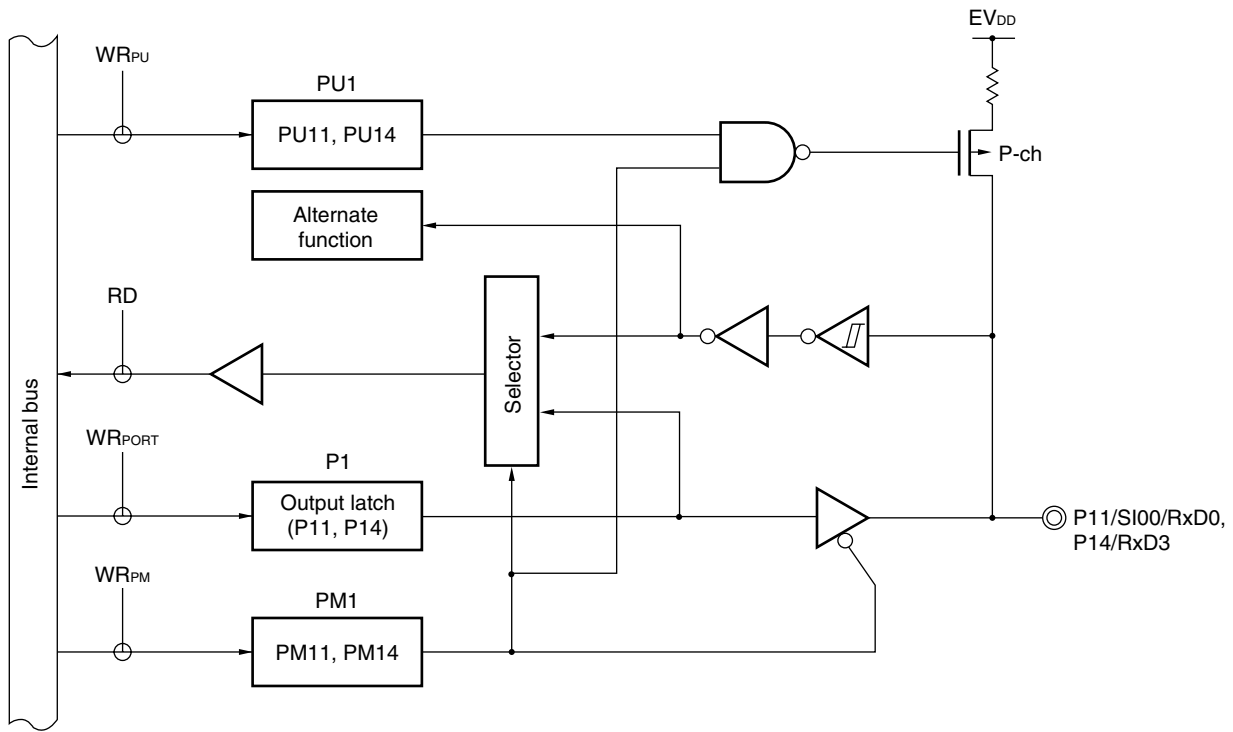 EVDD
WRPU
PU1
PU11, PU14
P-ch
Alternate
function
RD
Selector
Internal bus
WRPORT
P1
Output latch
(P11, P14)
P11/SI00/RxD0,
P14/RxD3
WRPM
PM1
PM11, PM14